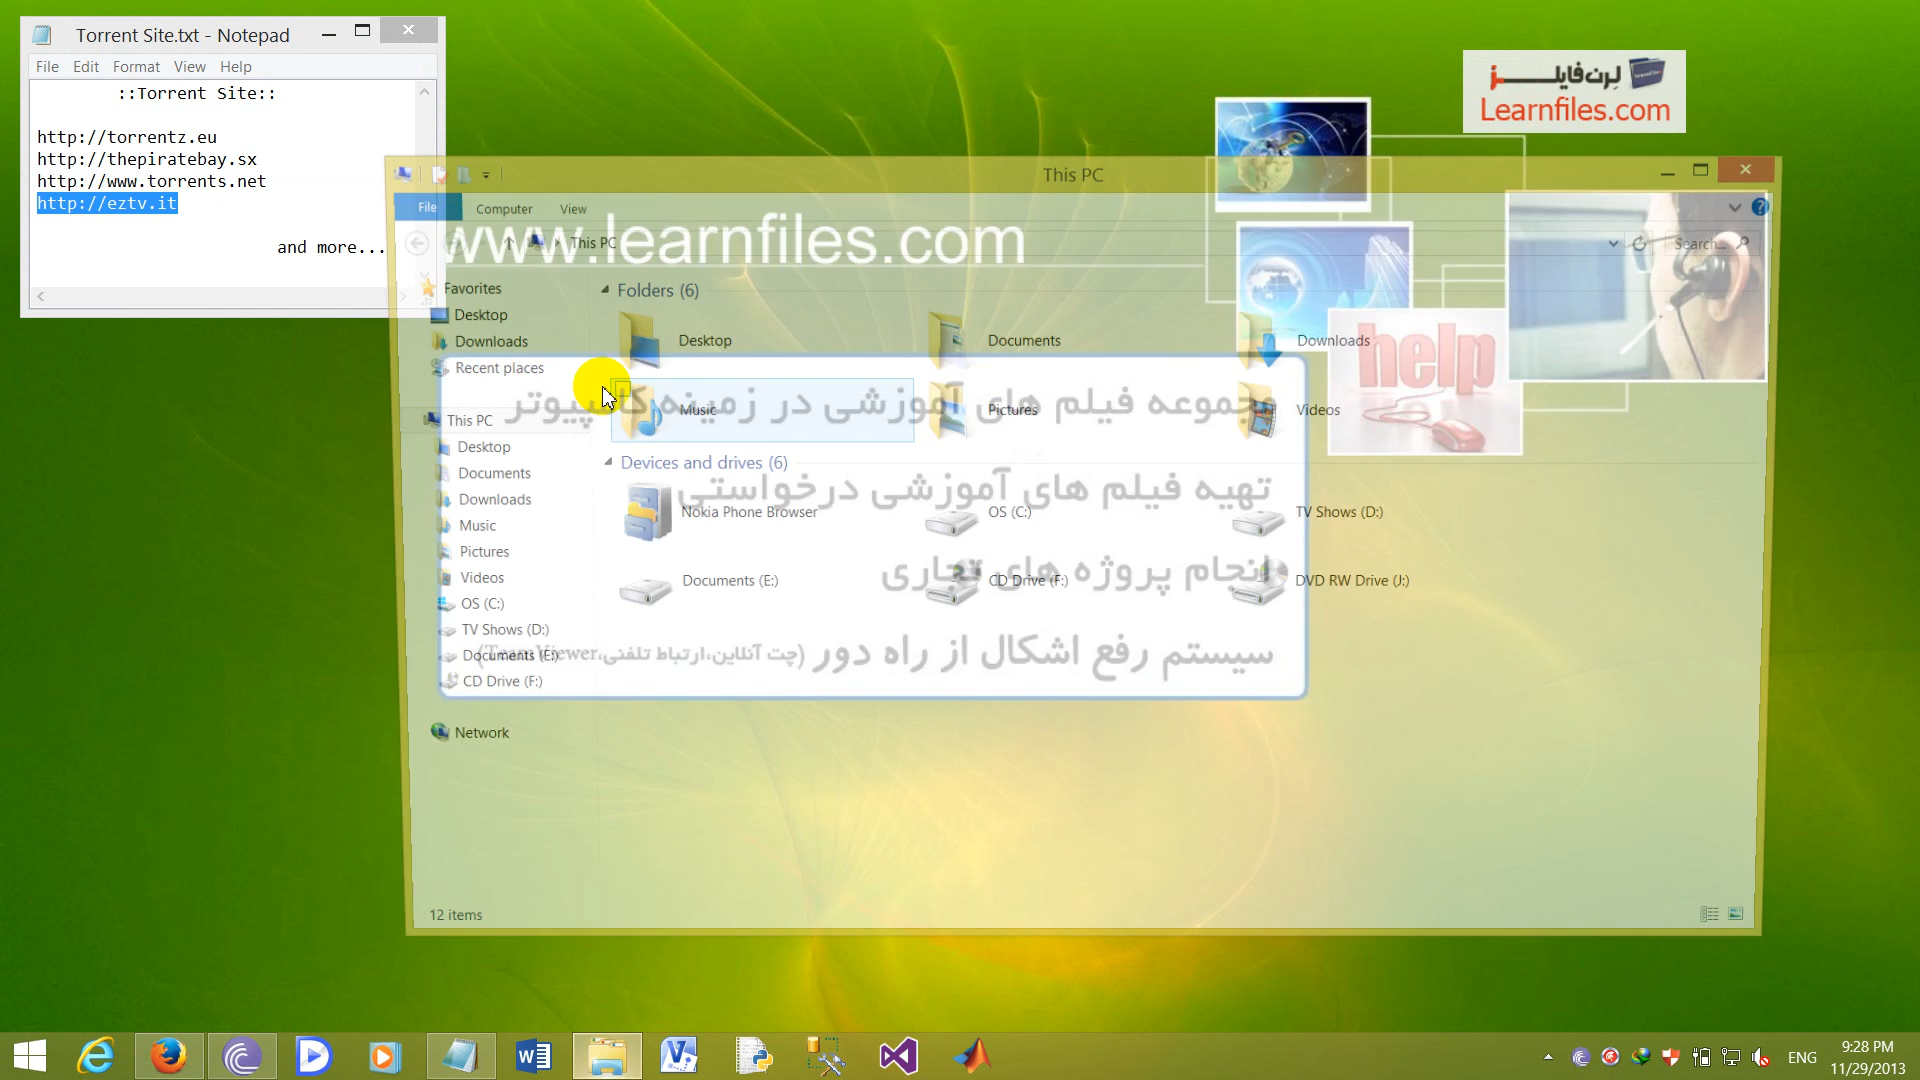 Torrent Site.txt - Notepad
File Edit Format View Help
::Torrent Site::
http://torrentz.eu
http://thepiratebay.sx
http://www.torrents.net
http://eztv.it
and more...
لرن‌فایلز
Learnfiles.com
This PC
File Computer View
This PC
Search...
www.learnfiles.com
Favorites
Desktop
Downloads
Recent places
This PC
Desktop
Documents
Downloads
Music
Pictures
Videos
OS (C:)
TV Shows (D:)
Documents (E:)
CD Drive (F:)
Network
Folders (6)
Desktop
Documents
Downloads
Music
Pictures
Videos
Devices and drives (6)
Nokia Phone Browser
OS (C:)
TV Shows (D:)
Documents (E:)
CD Drive (F:)
DVD RW Drive (J:)
help
مجموعه فیلم های آموزشی در زمینه کامپیوتر
تهیه فیلم های آموزشی درخواستی
انجام پروژه های تجاری
سیستم رفع اشکال از راه دور (چت آنلاین،ارتباط تلفنی،TeamViewer)
12 items
ENG
9:28 PM
11/29/2013